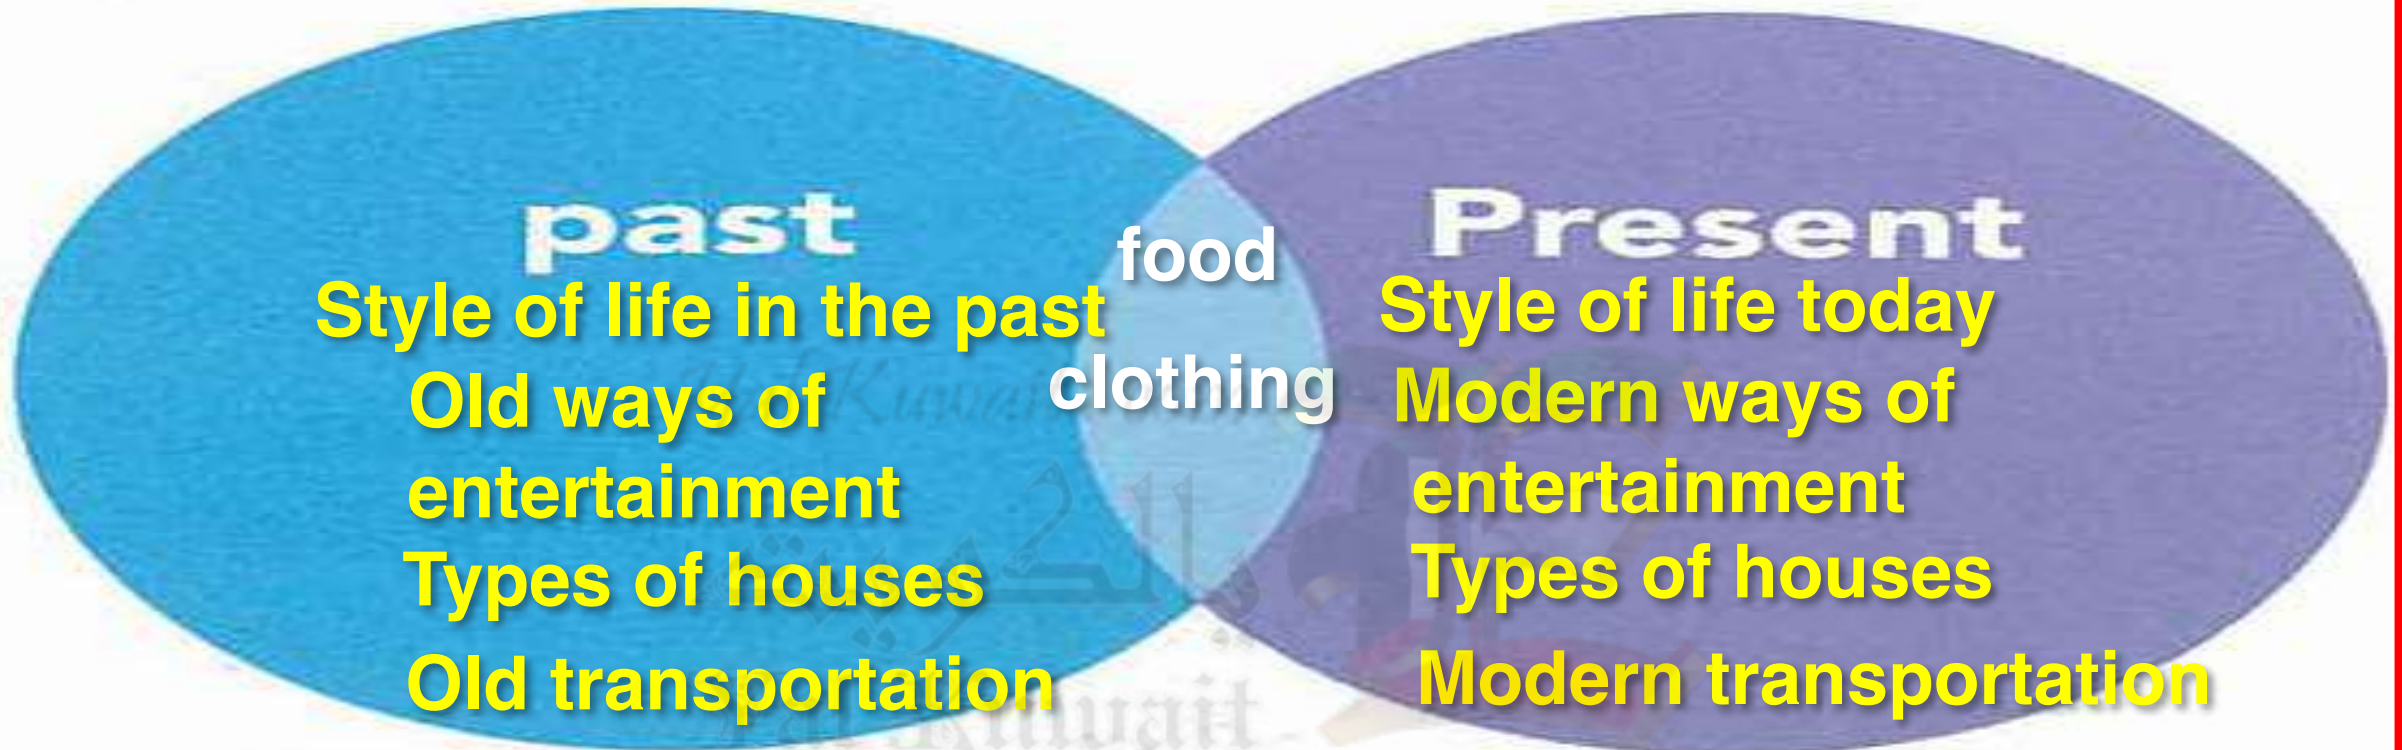 past
Style of life in the past
Old ways of
entertainment
Types of houses
Old transportation
food
clothing
Present
Style of life today
Modern ways of
entertainment
Types of houses
Modern transportation
Kuwait